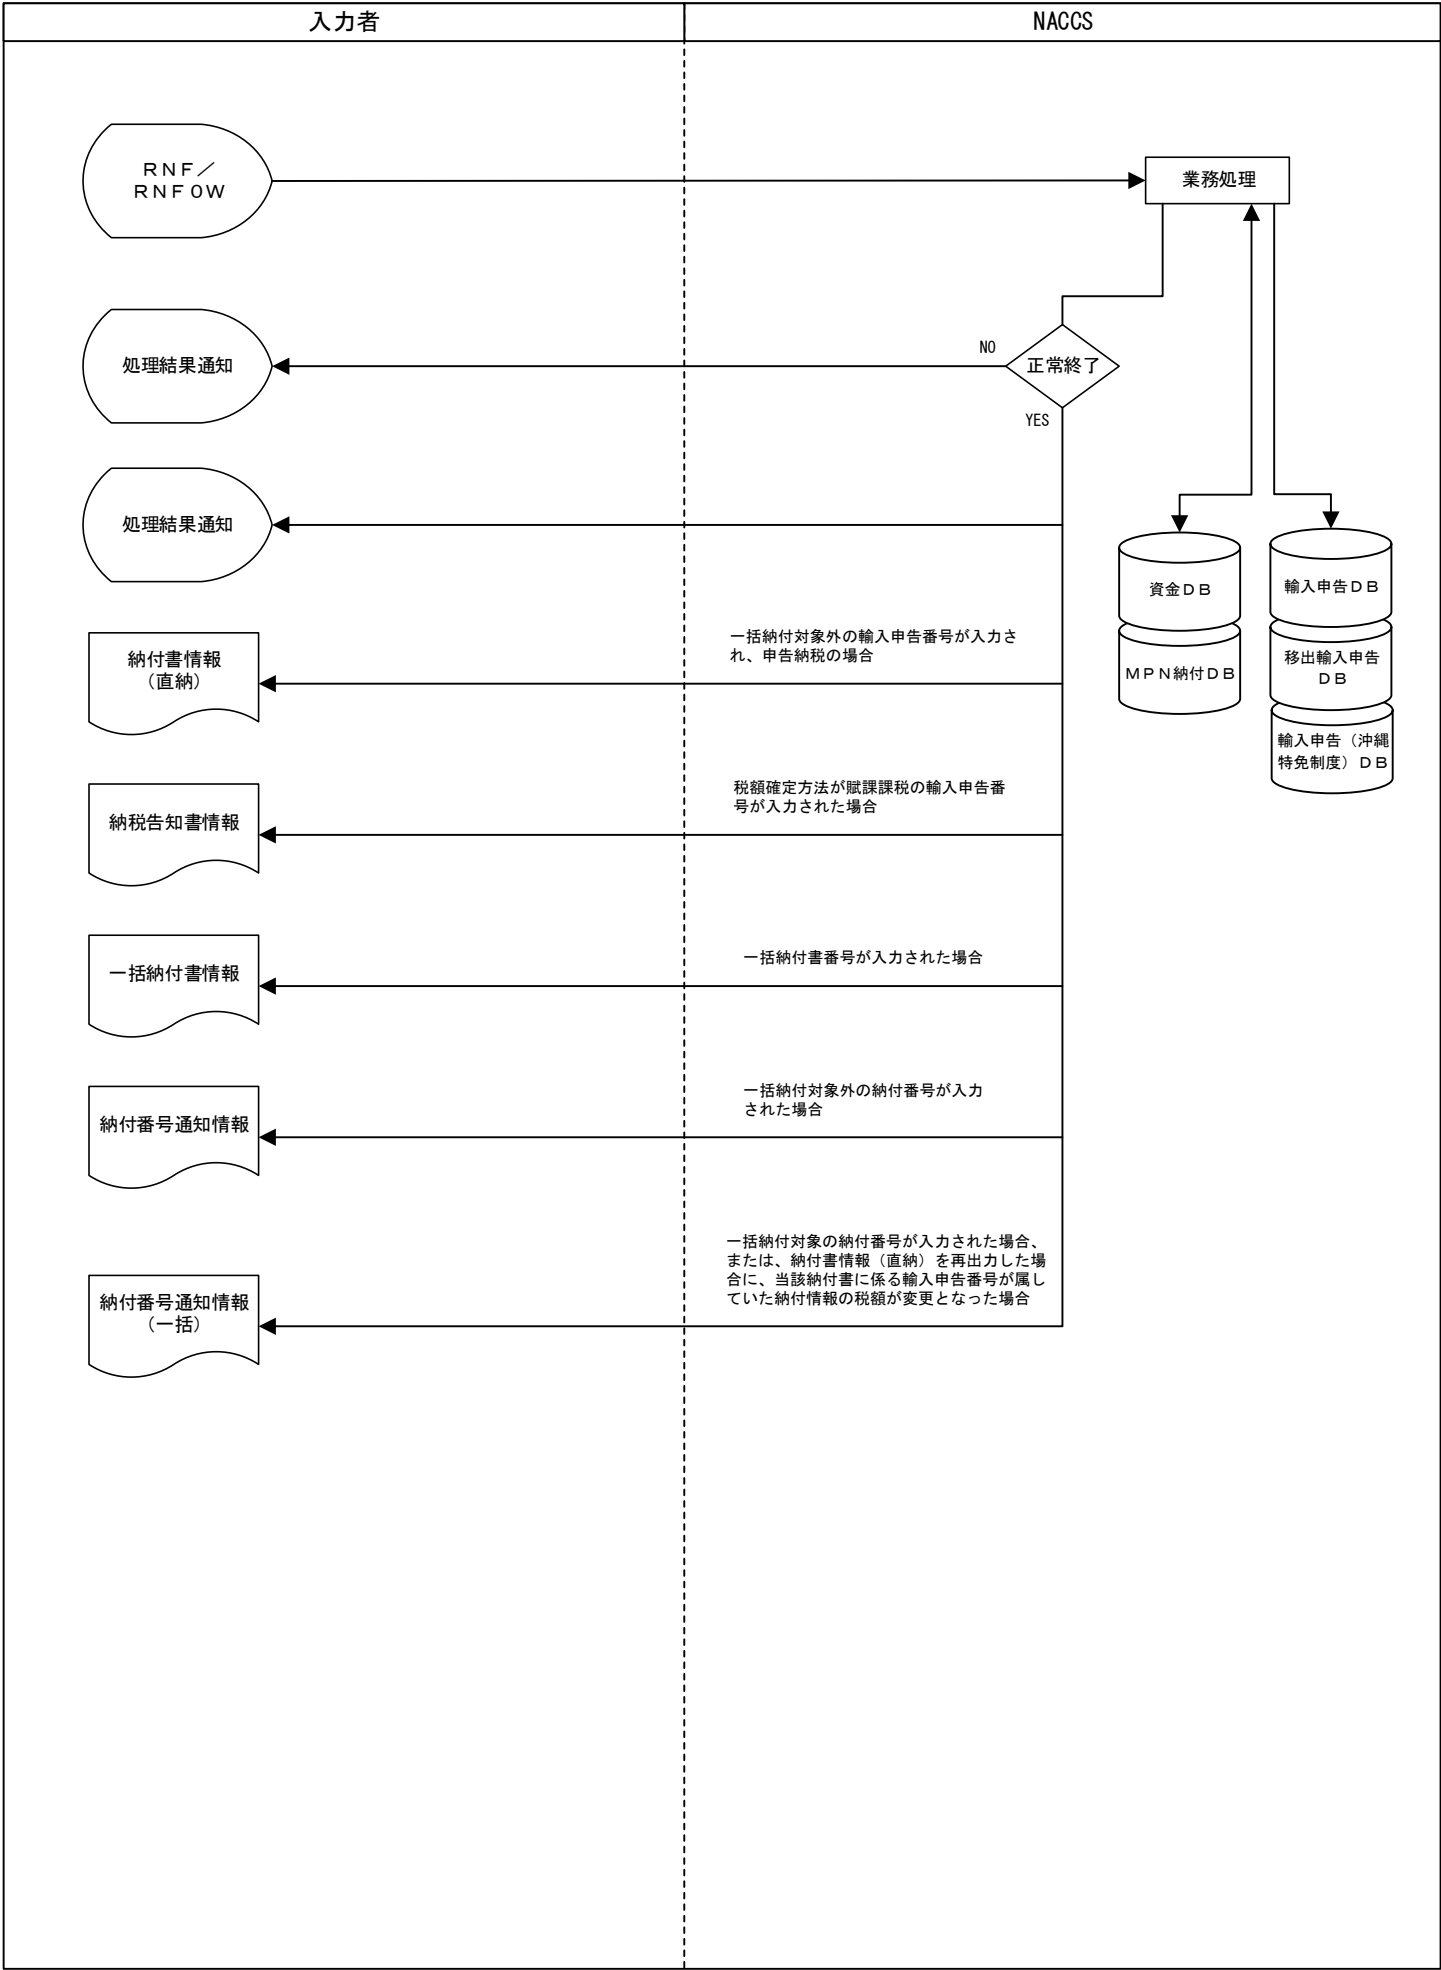 入力者
NACCS
ＲＮＦ／
ＲＮＦ０Ｗ
業務処理
処理結果通知
NO
正常終了
YES
処理結果通知
資金ＤＢ
ＭＰＮ納付ＤＢ
輸入申告ＤＢ
移出輸入申告
ＤＢ
輸入申告（沖縄
特免制度）ＤＢ
納付書情報
（直納）
一括納付対象外の輸入申告番号が入力さ
れ、申告納税の場合
納税告知書情報
税額確定方法が賦課課税の輸入申告番
号が入力された場合
一括納付書情報
一括納付書番号が入力された場合
納付番号通知情報
一括納付対象外の納付番号が入力
された場合
納付番号通知情報
（一括）
一括納付対象の納付番号が入力された場合、
または、納付書情報（直納）を再出力した場
合に、当該納付書に係る輸入申告番号が属し
ていた納付情報の税額が変更となった場合